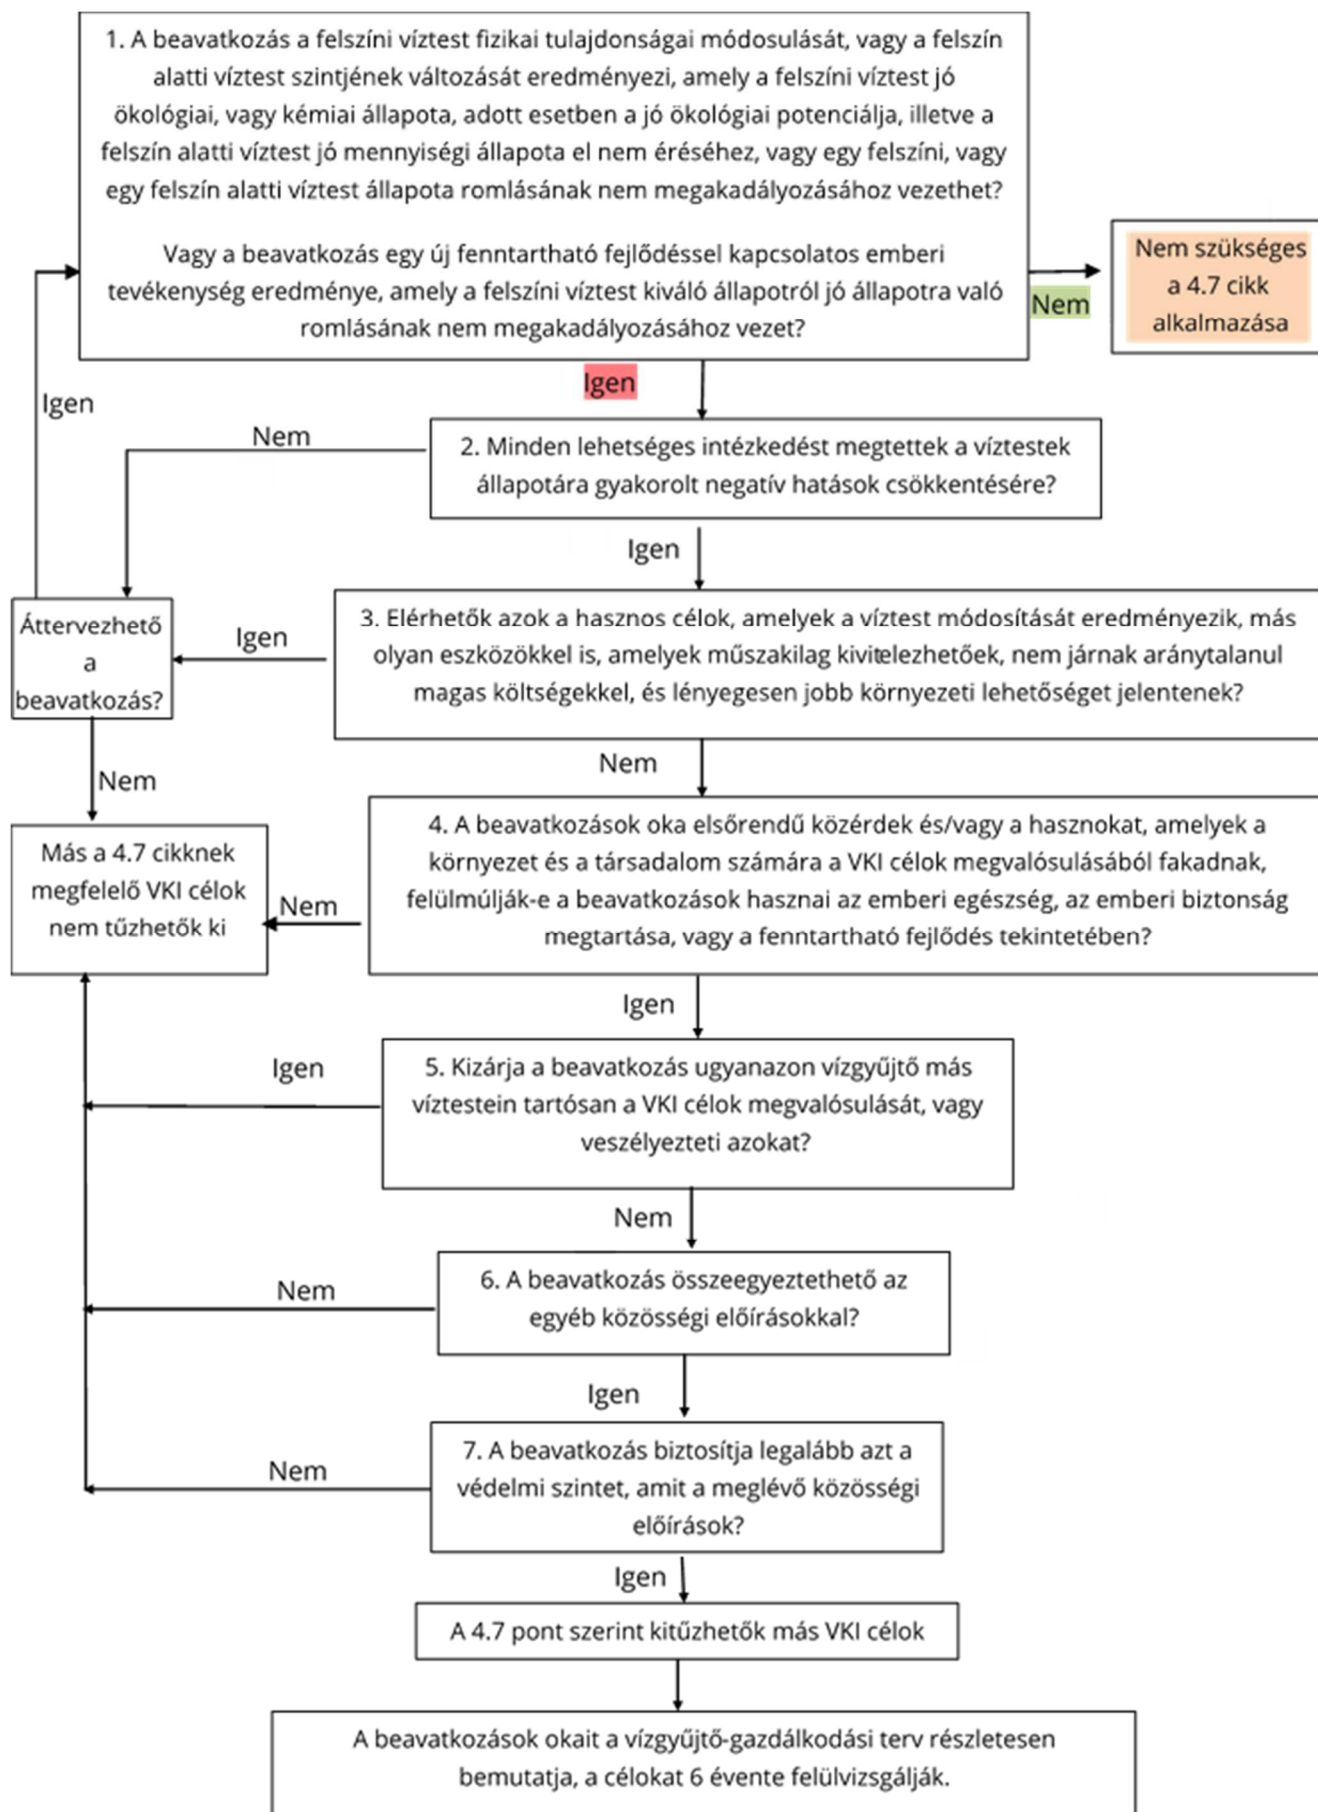 1. A beavatkozás a felszíni víztest fizikai tulajdonságai módosulását, vagy a felszín
alatti víztest szintjének változását eredményezi, amely a felszíni víztest jó
ökológiai, vagy kémiai állapota, adott esetben a jó ökológiai potenciálja, illetve a
felszín alatti víztest jó mennyiségi állapota el nem éréséhez, vagy egy felszíni, vagy
egy felszín alatti víztest állapota romlásának nem megakadályozásához vezethet?
Vagy a beavatkozás egy új fenntartható fejlődéssel kapcsolatos emberi
tevékenység eredménye, amely a felszíni víztest kiváló állapotról jó állapotra való
romlásának nem megakadályozásához vezet?
Nem
Nem szükséges
a 4.7 cikk
alkalmazása
Igen
Igen
2. Minden lehetséges intézkedést megtettek a víztestek
állapotára gyakorolt negatív hatások csökkentésére?
Nem
Igen
3. Elérhetők azok a hasznos célok, amelyek a víztest módosítását eredményezik, más
olyan eszközökkel is, amelyek műszakilag kivitelezhetőek, nem járnak aránytalanul
magas költségekkel, és lényegesen jobb környezeti lehetőséget jelentenek?
Igen
Áttervezhető
a
beavatkozás?
Nem
Nem
4. A beavatkozások oka elsőrendű közérdek és/vagy a hasznokat, amelyek a
környezet és a társadalom számára a VKI célok megvalósulásából fakadnak,
felülmúlják-e a beavatkozások hasznai az emberi egészség, az emberi biztonság
megtartása, vagy a fenntartható fejlődés tekintetében?
Nem
Más a 4.7 cikknek
megfelelő VKI célok
nem tűzhetők ki
Igen
5. Kizárja a beavatkozás ugyanazon vízgyűjtő más
víztestein tartósan a VKI célok megvalósulását, vagy
veszélyezteti azokat?
Igen
Nem
6. A beavatkozás összeegyeztethető az
egyéb közösségi előírásokkal?
Nem
Igen
7. A beavatkozás biztosítja legalább azt a
védelmi szintet, amit a meglévő közösségi
előírások?
Nem
Igen
A 4.7 pont szerint kitűzhetők más VKI célok
A beavatkozások okait a vízgyűjtő-gazdálkodási terv részletesen
bemutatja, a célokat 6 évente felülvizsgálják.